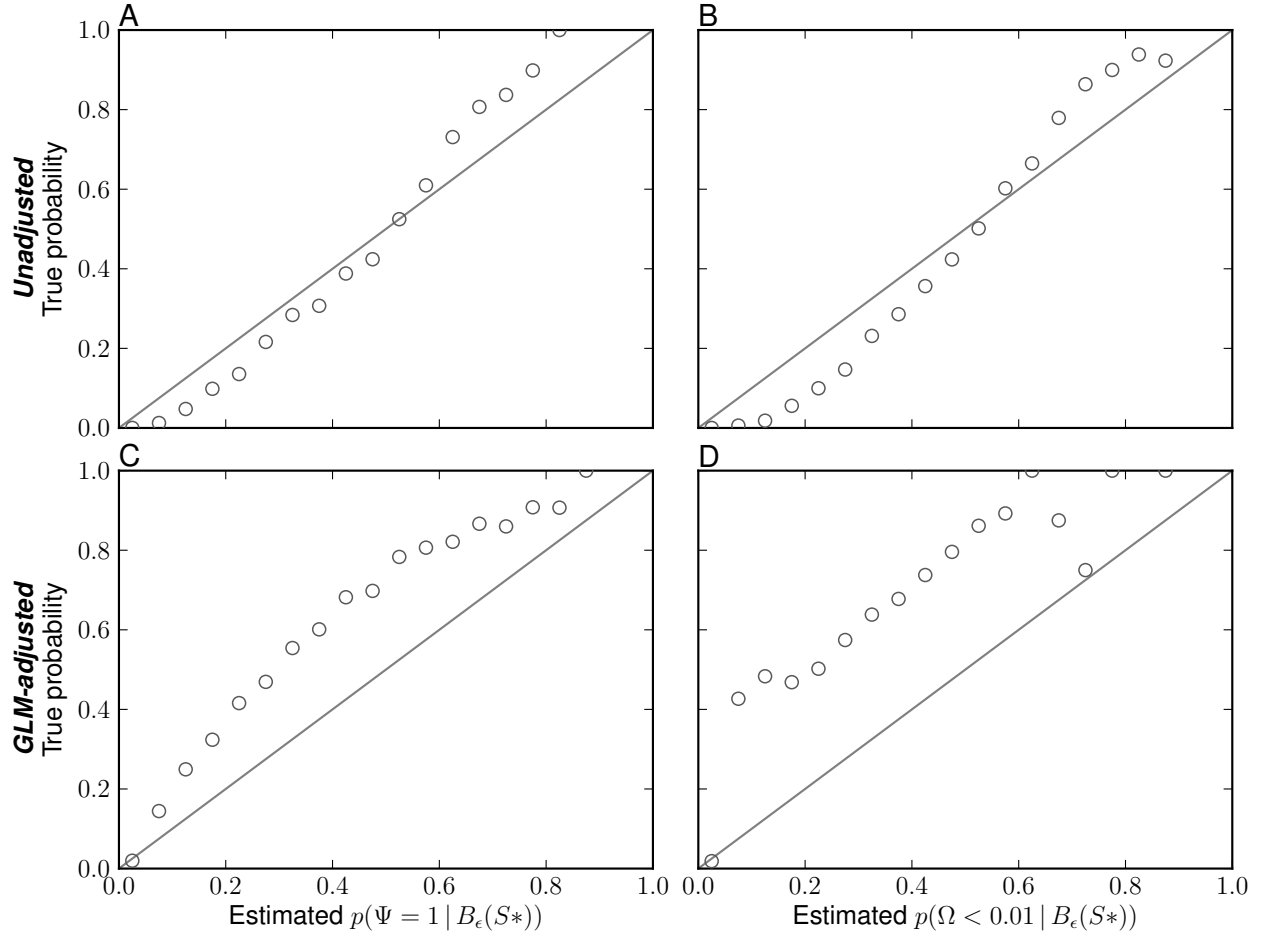 A
B
1.0
0.8
0.6
0.4
0.2
0.0
Unadjusted
True probability
C
D
1.0
0.8
0.6
0.4
0.2
0.0
GLM-adjusted
True probability
0.0 0.2 0.4 0.6 0.8 1.0
0.0 0.2 0.4 0.6 0.8 1.0
Estimated p(Ψ = 1 | B_ϵ(S∗))
Estimated p(Ω < 0.01 | B_ϵ(S∗))